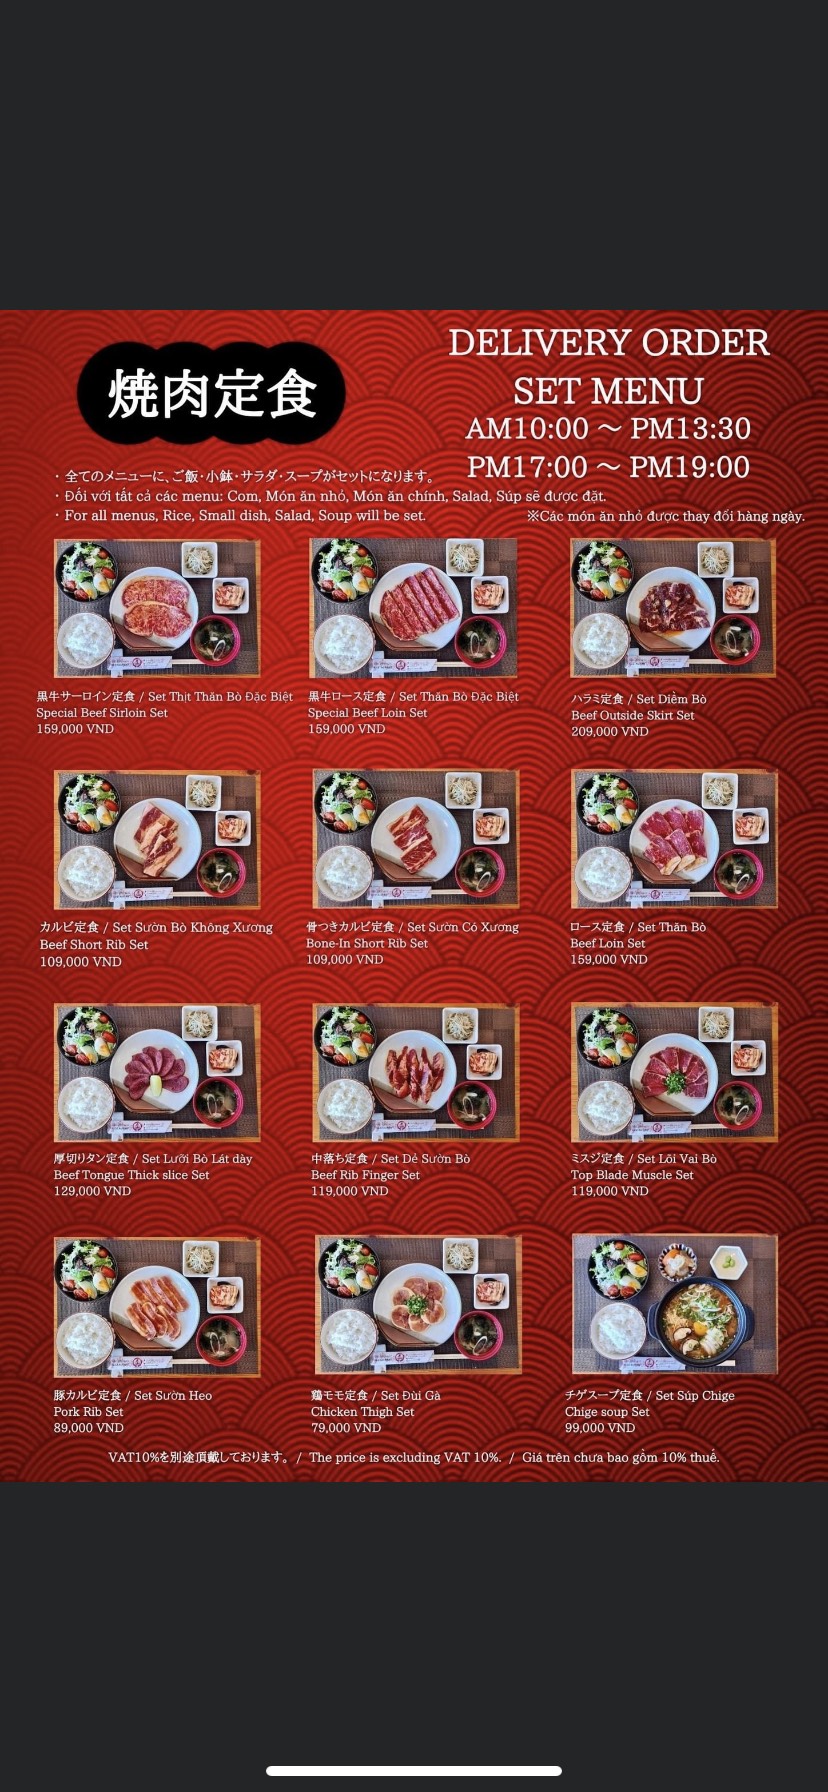 焼肉定食
DELIVERY ORDER
SET MENU
AM10:00 ～ PM13:30
PM17:00 ～ PM19:00
・全てのメニューに、ご飯・小鉢・サラダ・スープがセットになります。
・Đối với tất cả các menu: Cơm, Món ăn nhỏ, Món ăn chính, Salad, Súp sẽ được đặt.
・For all menus, Rice, Small dish, Salad, Soup will be set.
※Các món ăn nhỏ được thay đổi hàng ngày.
黒牛サーロイン定食 / Set Thịt Thăn Bò Đặc Biệt
Special Beef Sirloin Set
159,000 VND
黒牛ロース定食 / Set Thăn Bò Đặc Biệt
Special Beef Loin Set
159,000 VND
ハラミ定食 / Set Diềm Bò
Beef Outside Skirt Set
209,000 VND
カルビ定食 / Set Sườn Bò Không Xương
Beef Short Rib Set
109,000 VND
骨つきカルビ定食 / Set Sườn Có Xương
Bone-In Short Rib Set
109,000 VND
ロース定食 / Set Thăn Bò
Beef Loin Set
159,000 VND
厚切りタン定食 / Set Lưỡi Bò Lát dày
Beef Tongue Thick slice Set
129,000 VND
中落ち定食 / Set Dẻ Sườn Bò
Beef Rib Finger Set
119,000 VND
ミスジ定食 / Set Lõi Vai Bò
Top Blade Muscle Set
119,000 VND
豚カルビ定食 / Set Sườn Heo
Pork Rib Set
89,000 VND
鶏モモ定食 / Set Đùi Gà
Chicken Thigh Set
79,000 VND
チゲスープ定食 / Set Súp Chige
Chige soup Set
99,000 VND
VAT10%を別途頂戴しております。 / The price is excluding VAT 10%. / Giá trên chưa bao gồm 10% thuế.